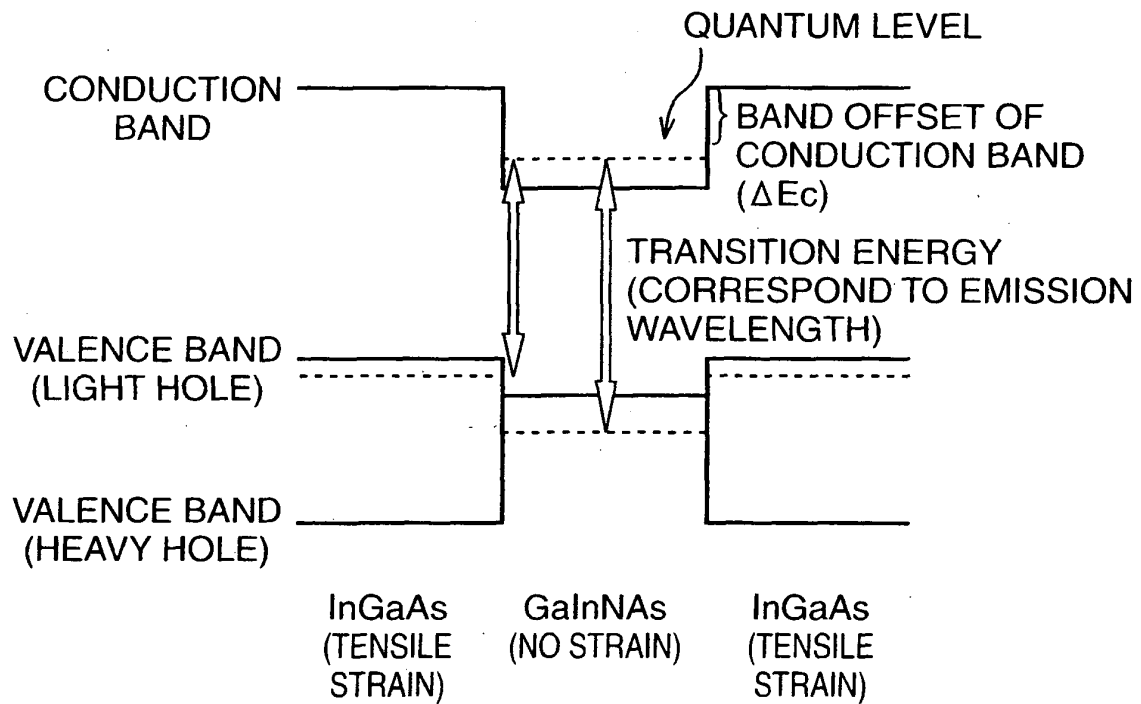 QUANTUM LEVEL
CONDUCTION
BAND
BAND OFFSET OF
CONDUCTION BAND
(ΔEc)
TRANSITION ENERGY
(CORRESPOND TO EMISSION
WAVELENGTH)
VALENCE BAND
(LIGHT HOLE)
VALENCE BAND
(HEAVY HOLE)
InGaAs
(TENSILE
STRAIN)
GaInNAs
(NO STRAIN)
InGaAs
(TENSILE
STRAIN)